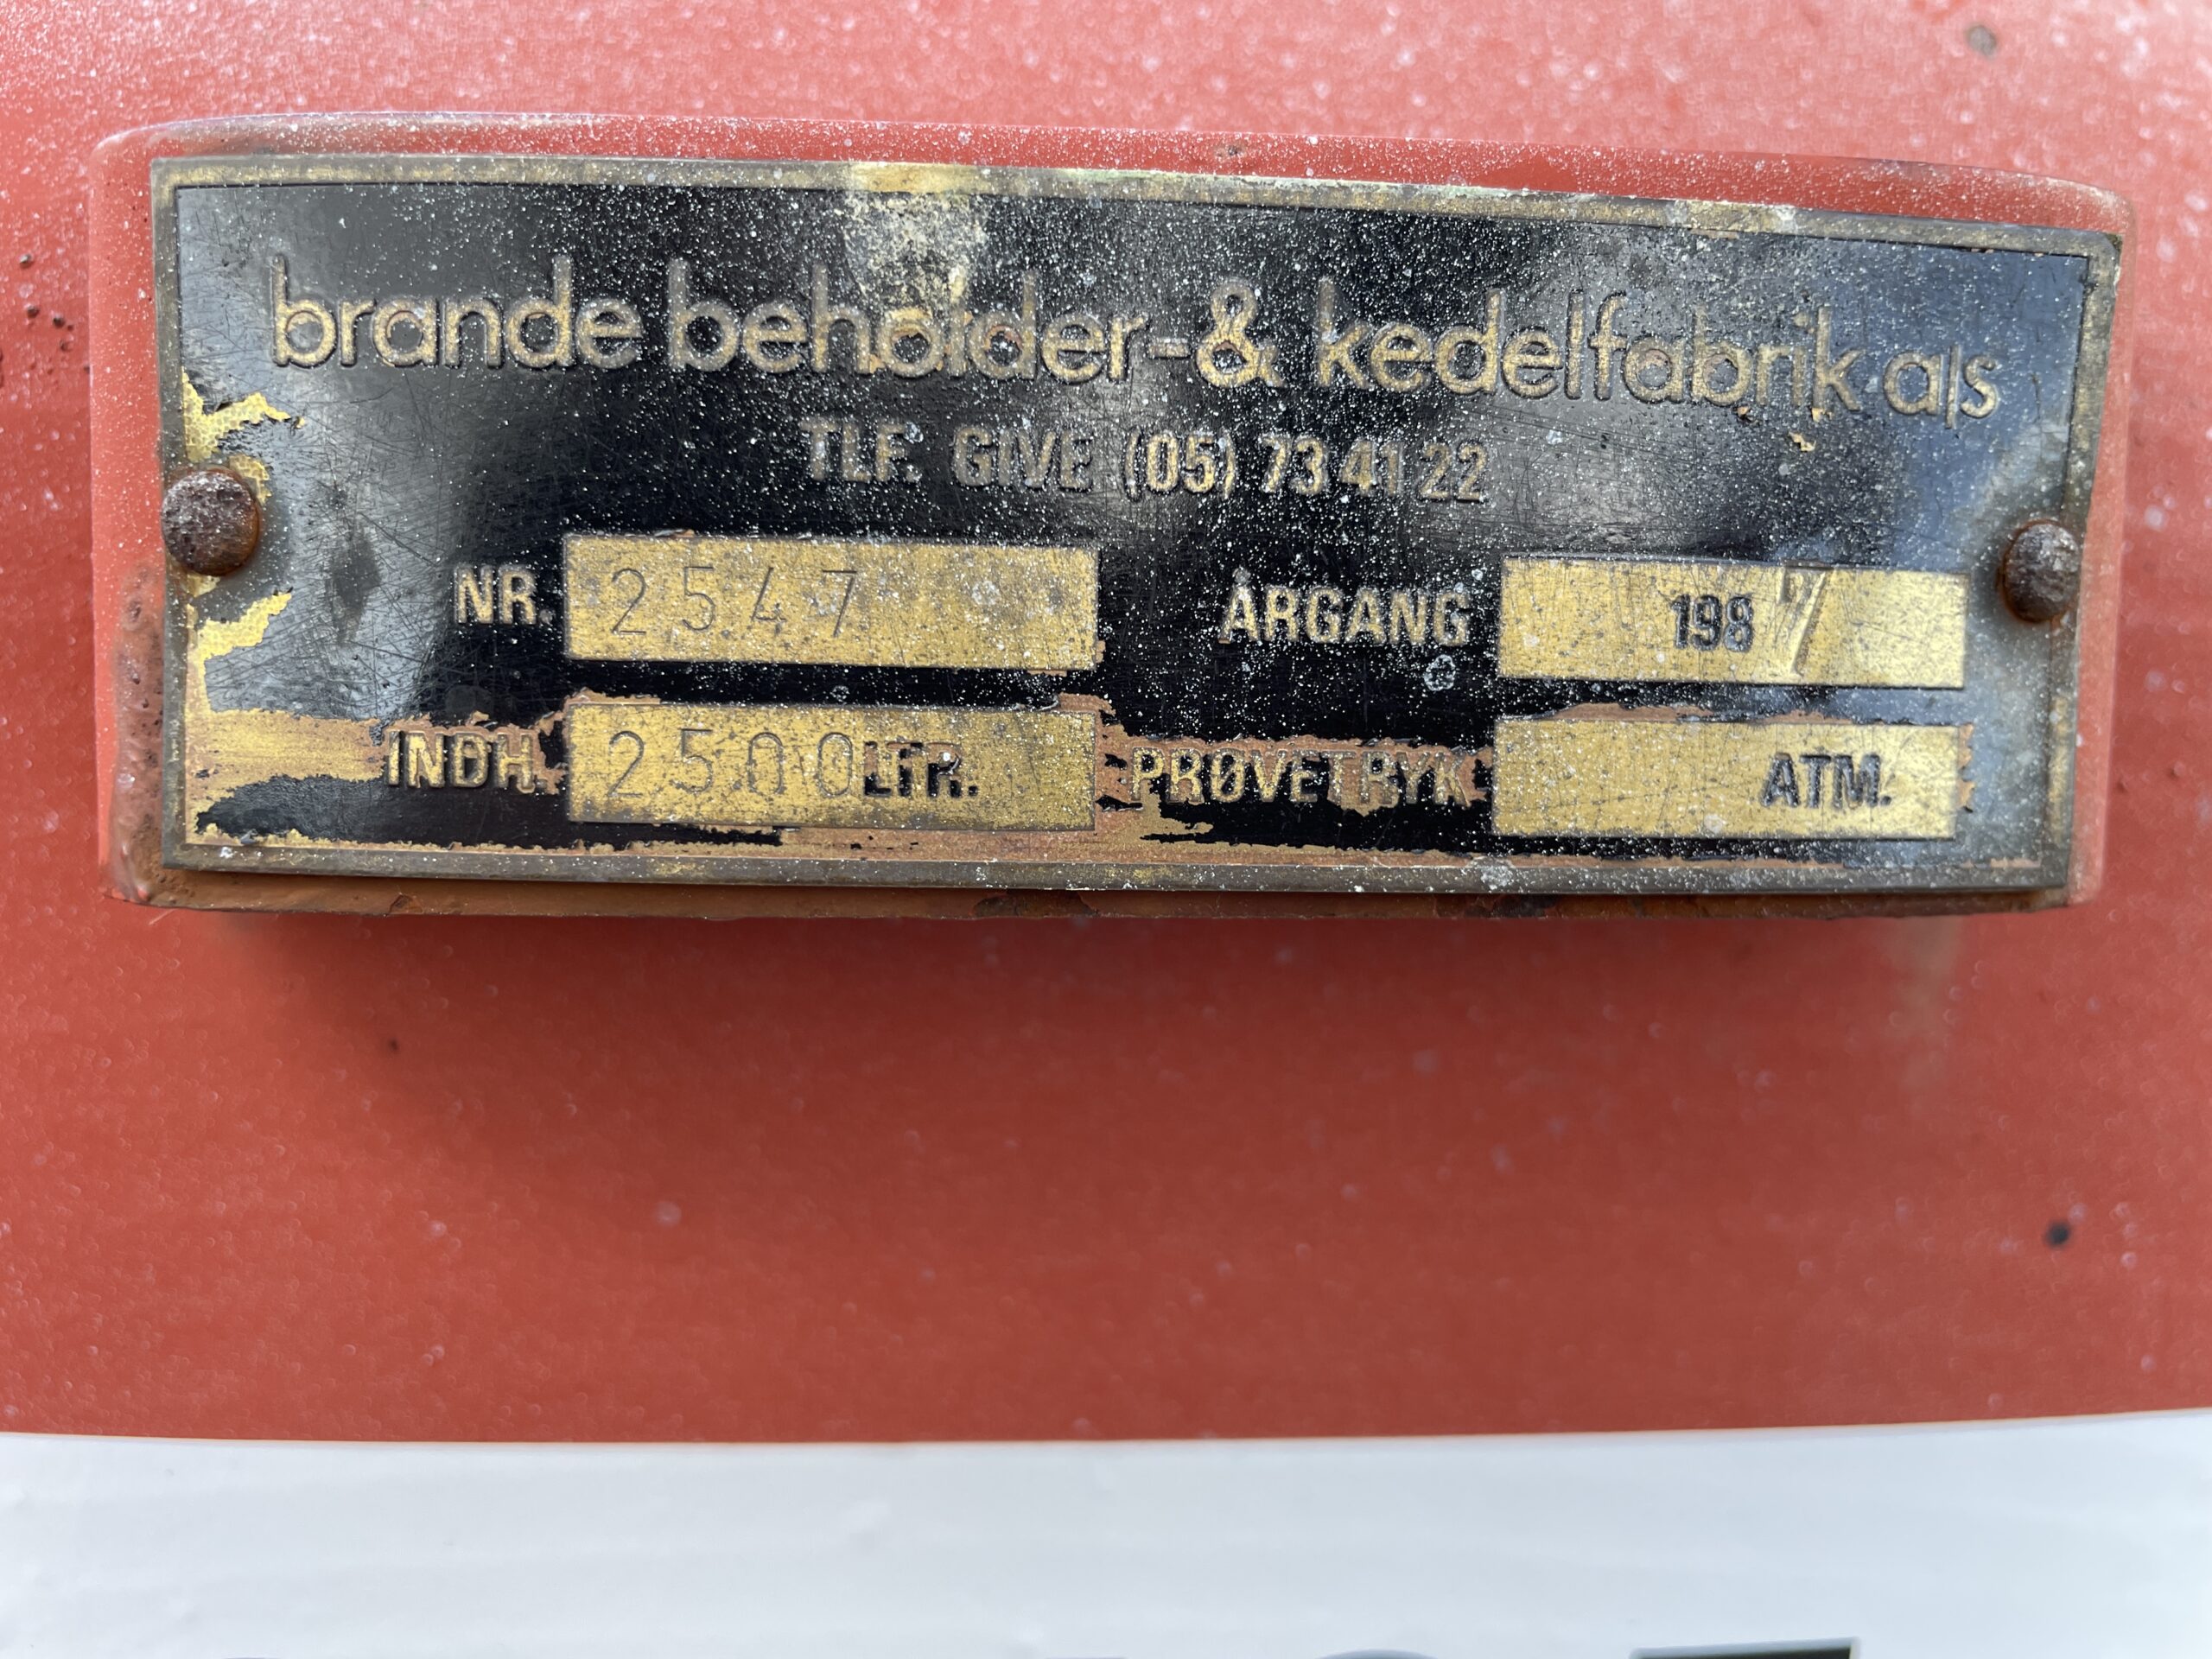 brande beholder-& kedelfabrik a/s
TLF. GIVE (05) 73 41 22
NR. 2547 ÅRGANG 1987
INDH. 2500 LTR. PRØVETRYK ATM.